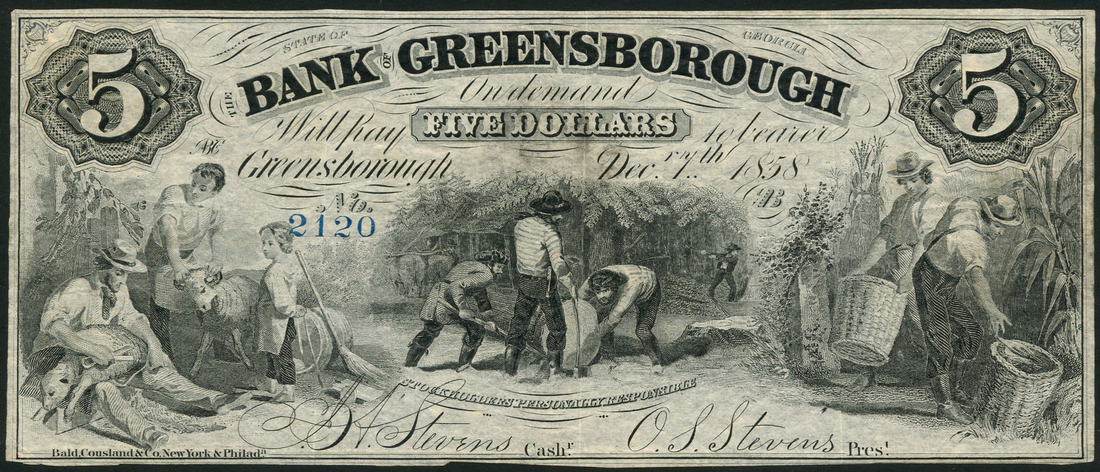 STATE OF GEORGIA
THE BANK OF GREENSBOROUGH
5 5
On demand
Will Pay FIVE DOLLARS to bearer
Greensborough Dec. 1858
No.
2120
STOCKHOLDERS PERSONALLY RESPONSIBLE
Stevens Cashr. O. S. Stevens Prest.
Bald, Cousland & Co. New York & Philada.